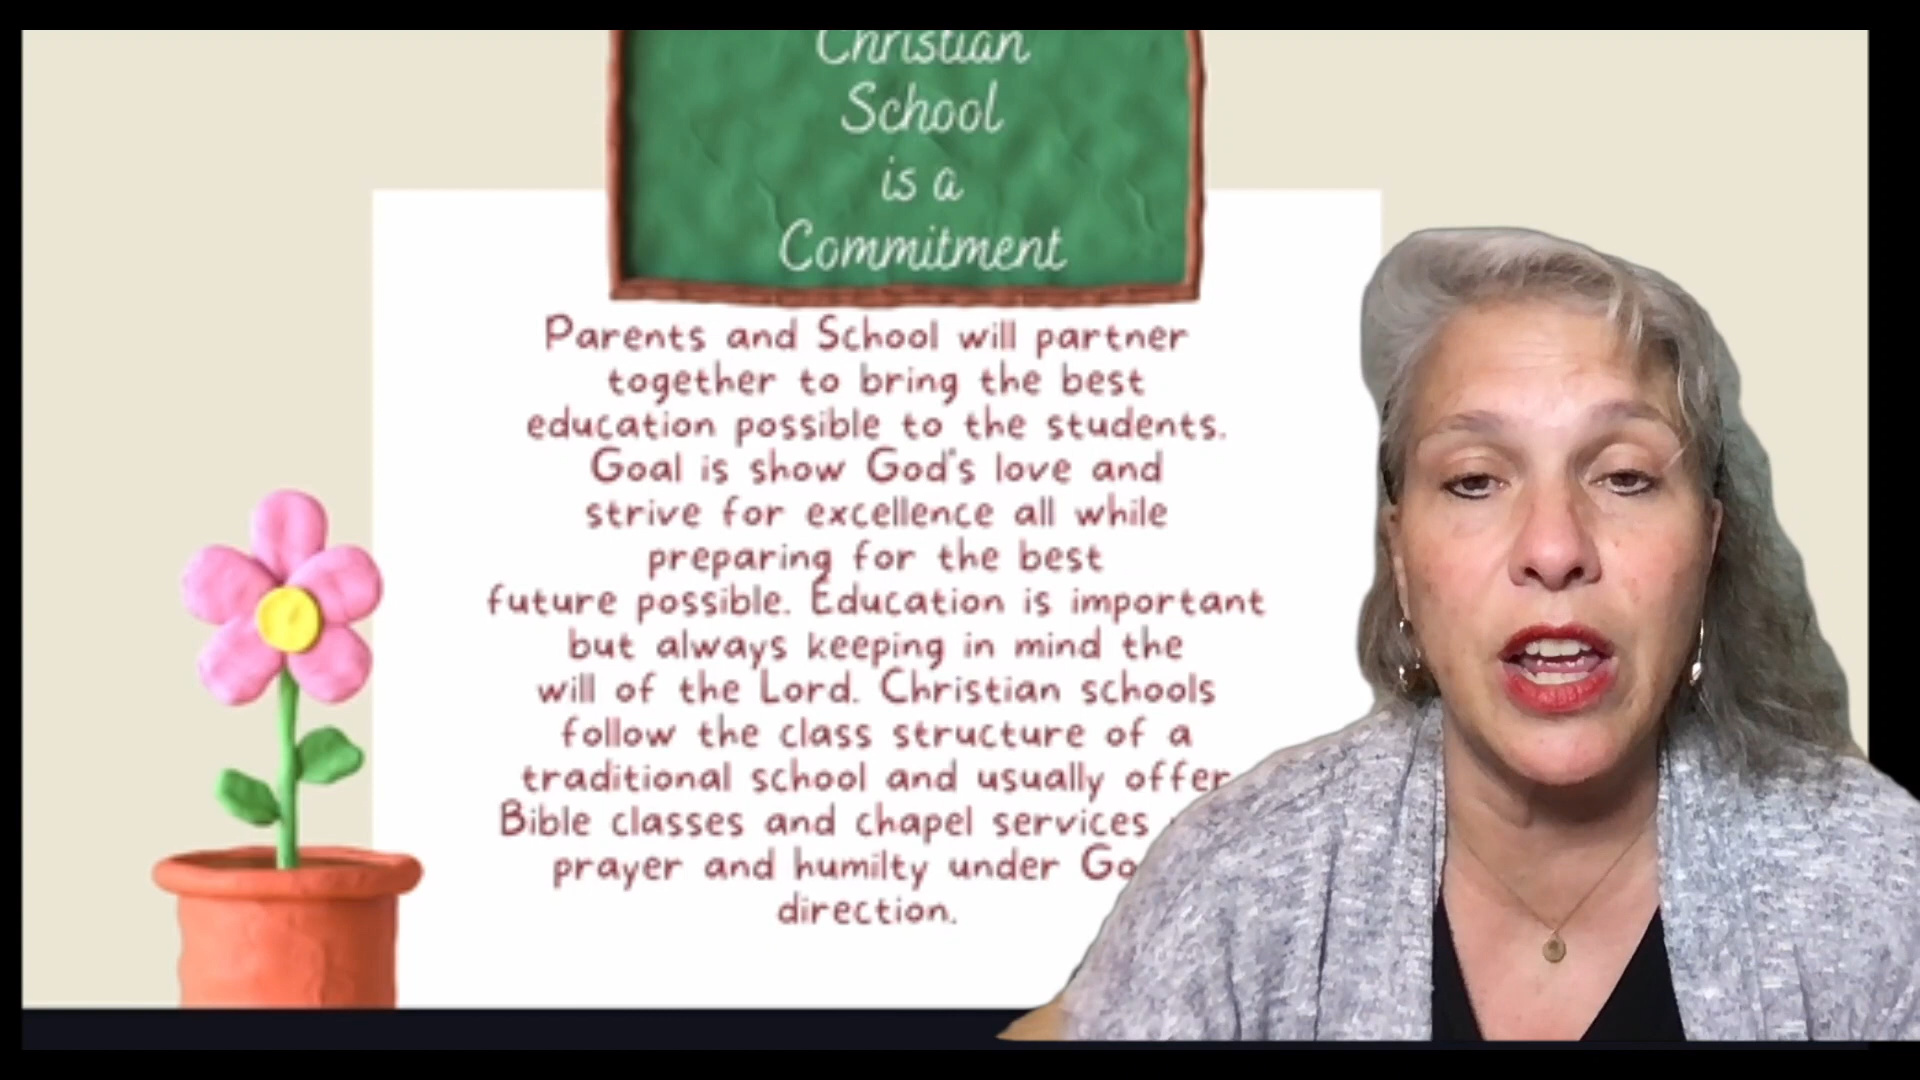 Christian
School
is a
Commitment
Parents and School will partner
together to bring the best
education possible to the students.
Goal is show God's love and
strive for excellence all while
preparing for the best
future possible. Education is important
but always keeping in mind the
will of the Lord. Christian schools
follow the class structure of a
traditional school and usually offer
Bible classes and chapel services
prayer and humilty under
direction.